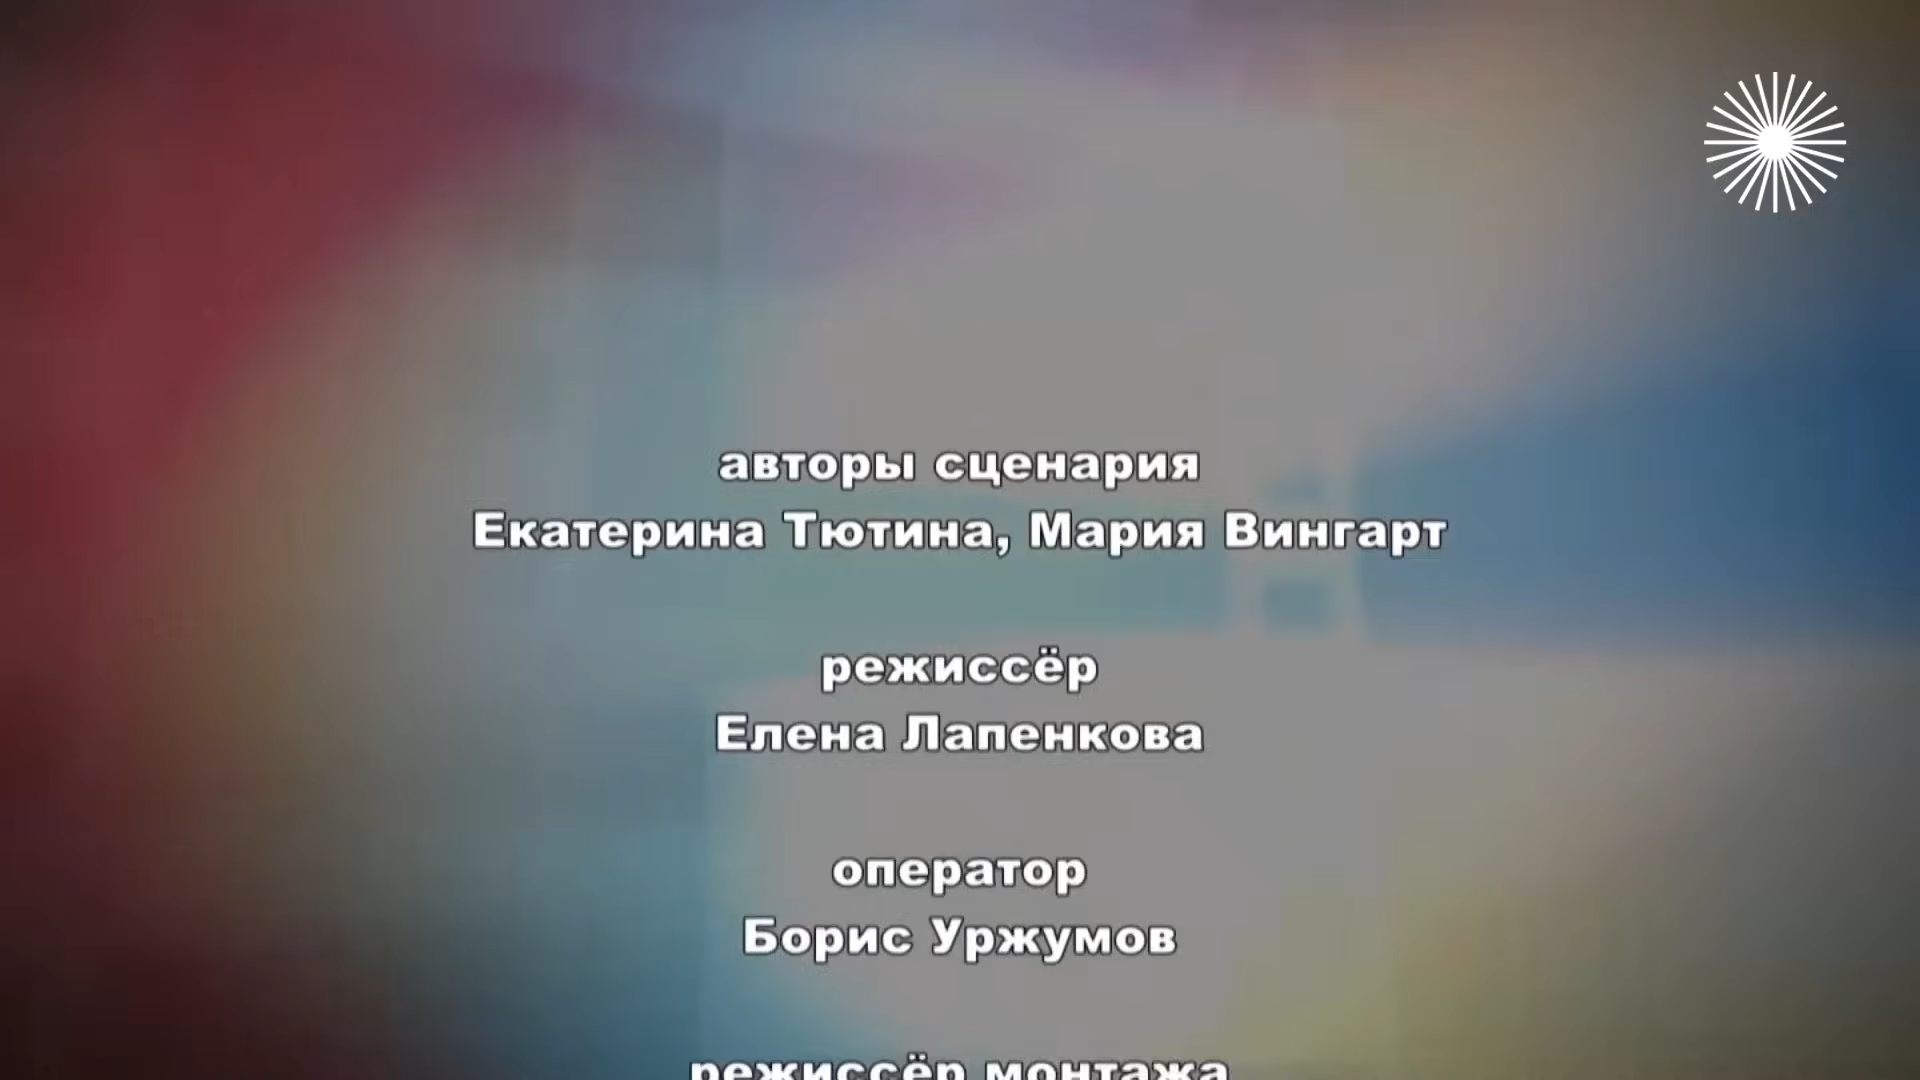 авторы сценария
Екатерина Тютина, Мария Вингарт
режиссёр
Елена Лапенкова
оператор
Борис Уржумов
режиссёр монтажа